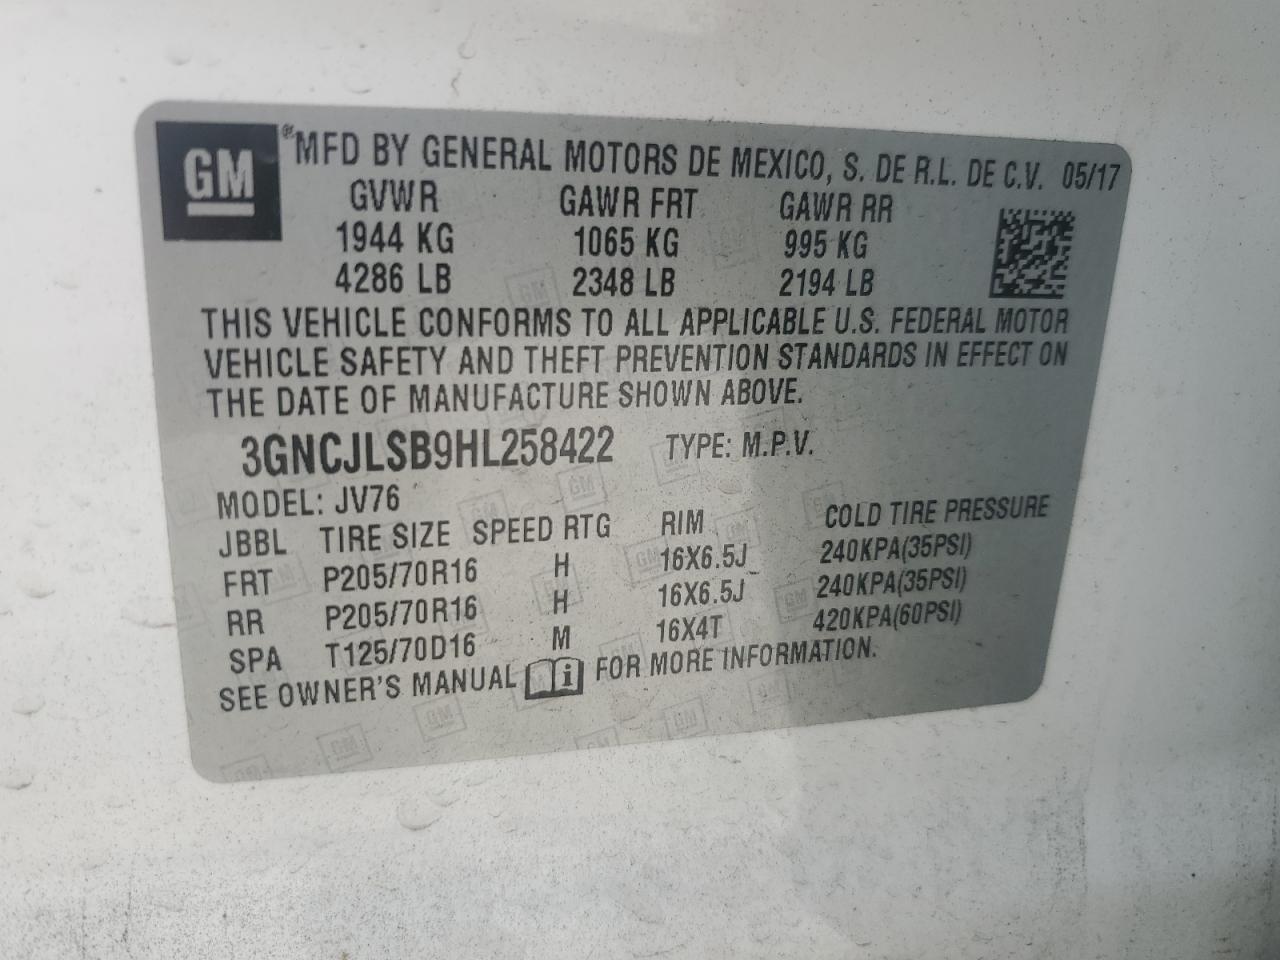 GM
® MFD BY GENERAL MOTORS DE MEXICO, S. DE R.L. DE C.V. 05/17
GVWR GAWR FRT GAWR RR
1944 KG 1065 KG 995 KG
4286 LB 2348 LB 2194 LB
THIS VEHICLE CONFORMS TO ALL APPLICABLE U.S. FEDERAL MOTOR
VEHICLE SAFETY AND THEFT PREVENTION STANDARDS IN EFFECT ON
THE DATE OF MANUFACTURE SHOWN ABOVE.
3GNCJLSB9HL258422 TYPE: M.P.V.
MODEL: JV76
JBBL TIRE SIZE SPEED RTG RIM COLD TIRE PRESSURE
FRT P205/70R16 H 16X6.5J 240KPA(35PSI)
RR P205/70R16 H 16X6.5J 240KPA(35PSI)
SPA T125/70D16 M 16X4T 420KPA(60PSI)
SEE OWNER'S MANUAL i FOR MORE INFORMATION.